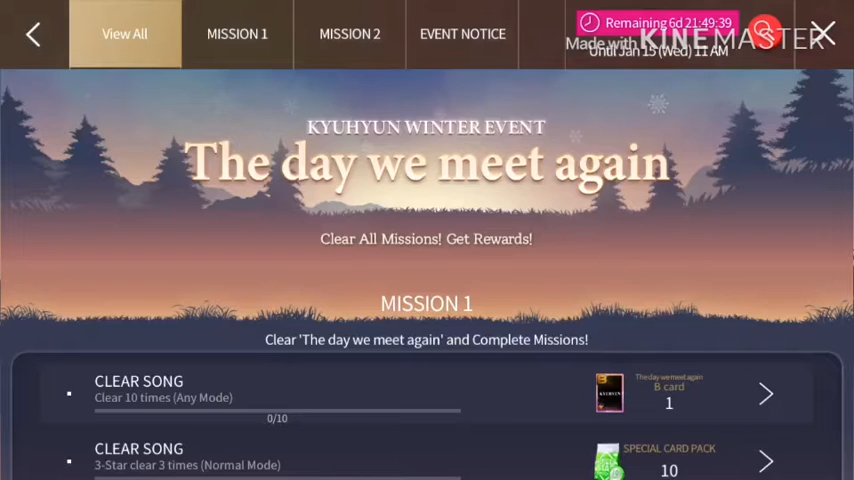 View All
MISSION 1
MISSION 2
EVENT NOTICE
Remaining 6d 21:49:39
Until Jan 15 (Wed) 11 AM
Made with KINEMASTER
KYUHYUN WINTER EVENT
The day we meet again
Clear All Missions! Get Rewards!
MISSION 1
Clear 'The day we meet again' and Complete Missions!
CLEAR SONG
Clear 10 times (Any Mode)
0/10
KYUHYUN
The day we meet again
B card
1
CLEAR SONG
3-Star clear 3 times (Normal Mode)
SPECIAL CARD PACK
10